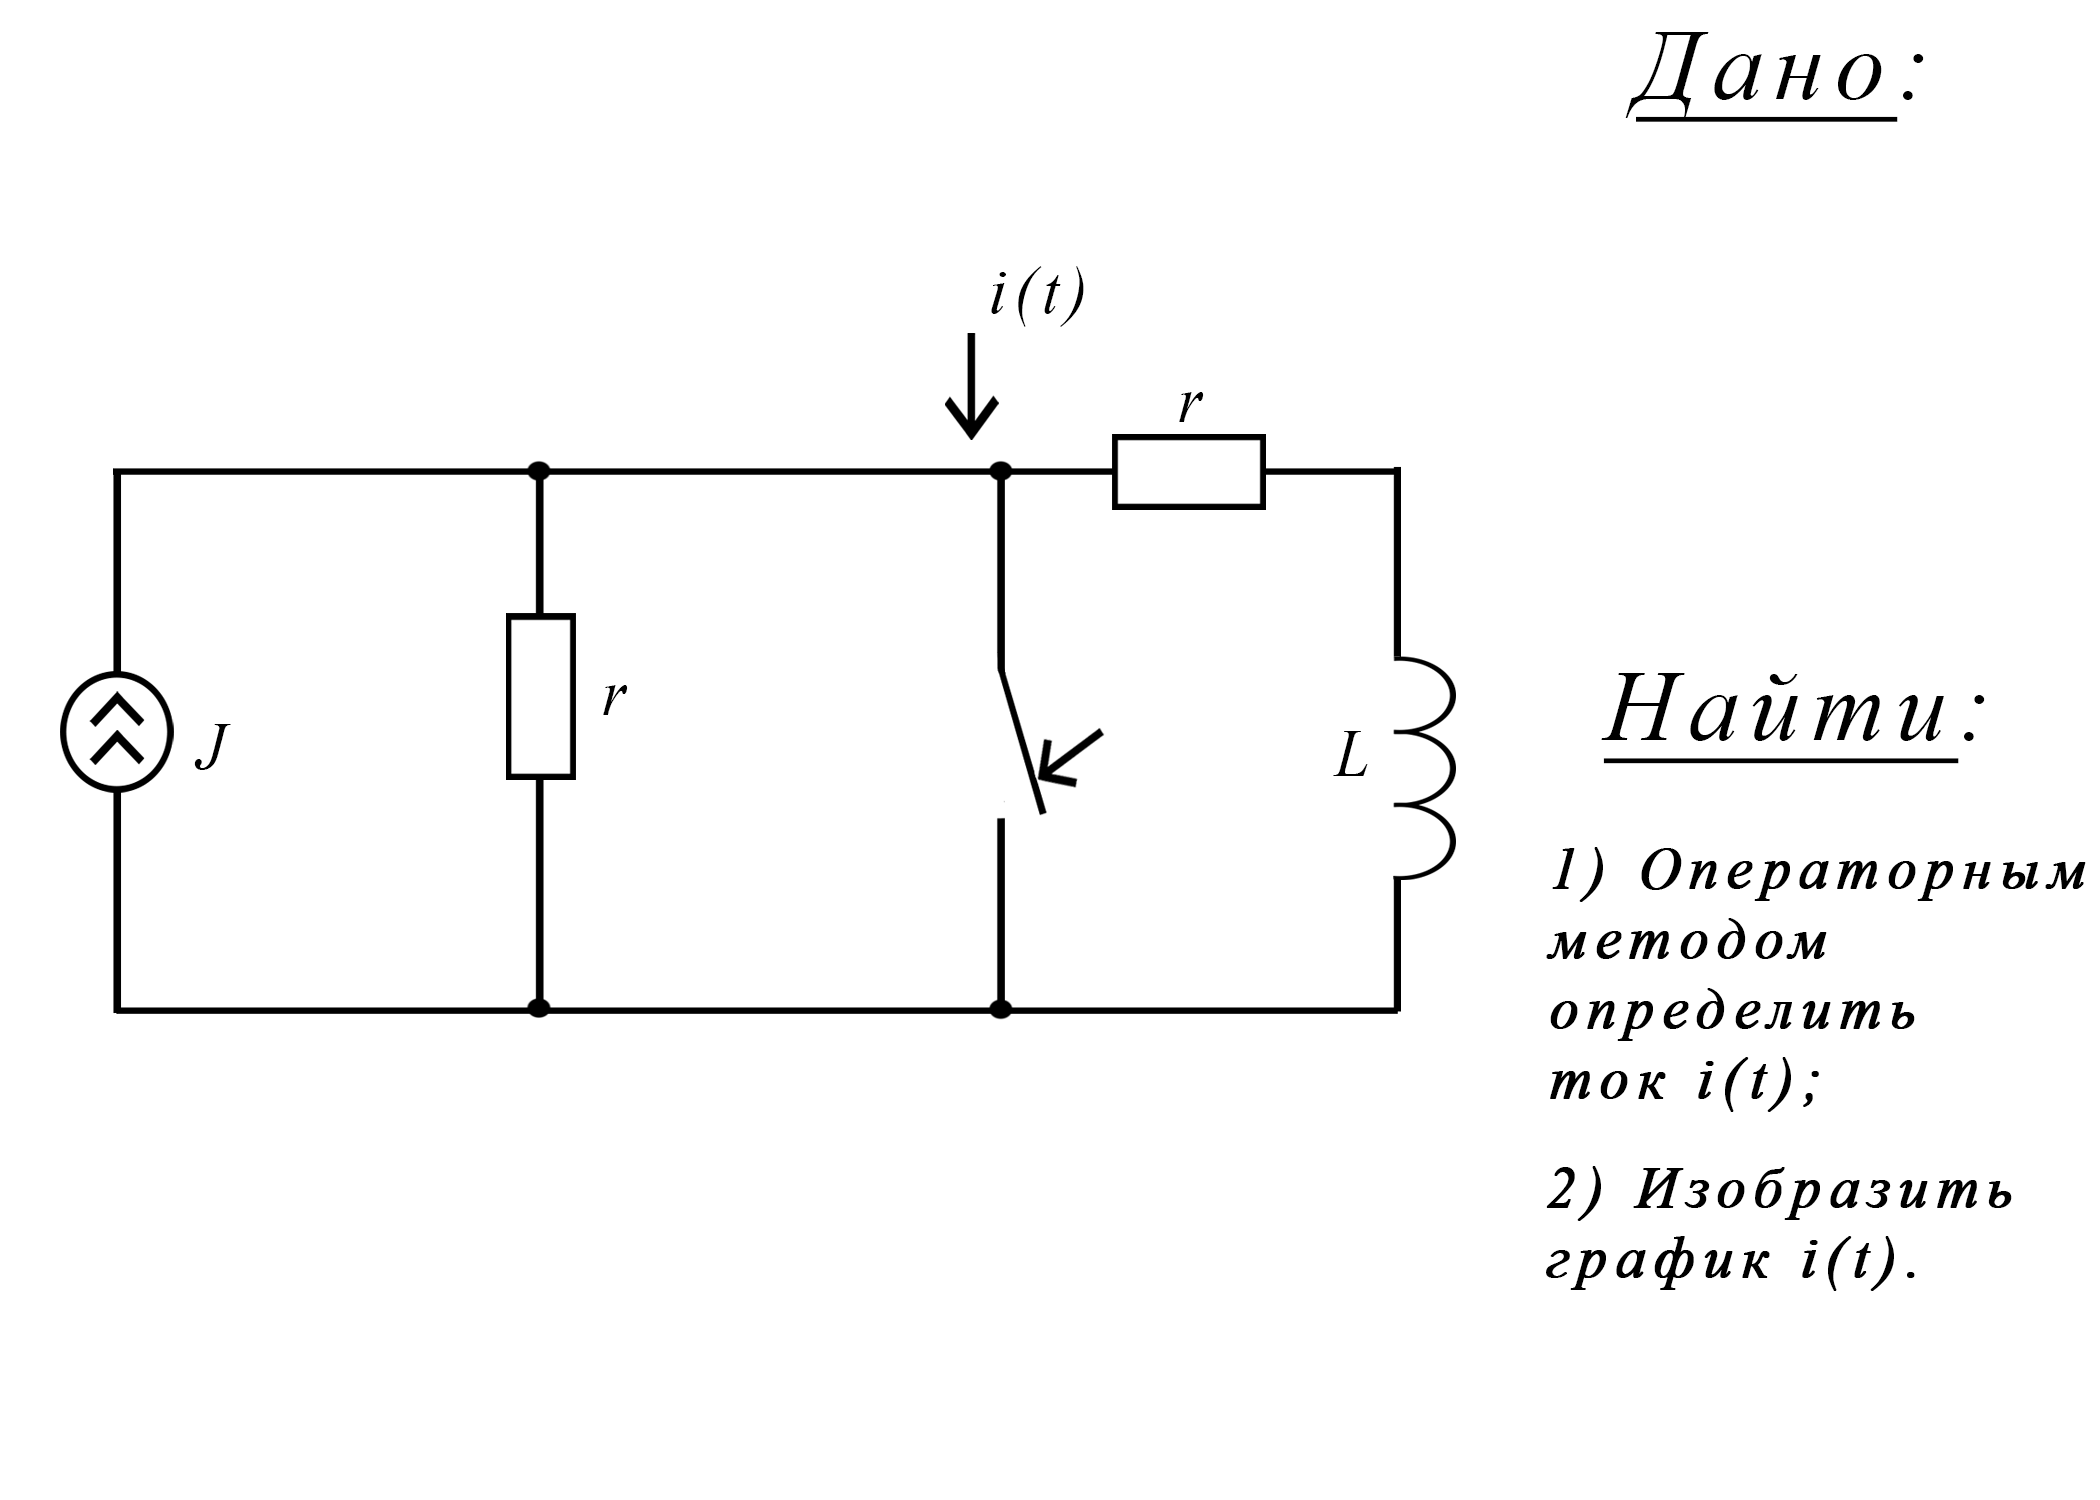 Дано:
i(t)
r
r
J
L
Найти:
1) Операторным
методом
определить
ток i(t);
2) Изобразить
график i(t).